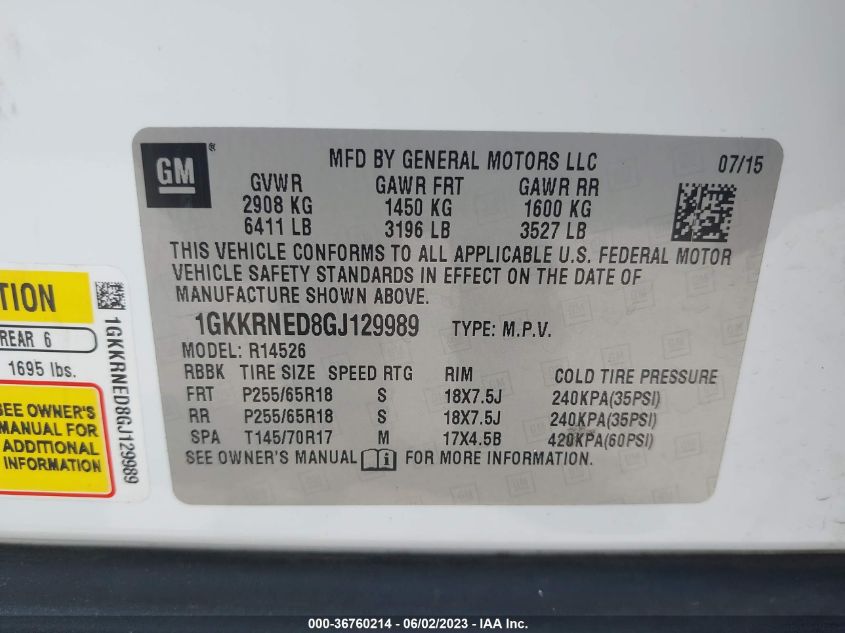 GM®
MFD BY GENERAL MOTORS LLC
07/15
GVWR GAWR FRT GAWR RR
2908 KG 1450 KG 1600 KG
6411 LB 3196 LB 3527 LB
THIS VEHICLE CONFORMS TO ALL APPLICABLE U.S. FEDERAL MOTOR
VEHICLE SAFETY STANDARDS IN EFFECT ON THE DATE OF
MANUFACTURE SHOWN ABOVE.
1GKKRNED8GJ129989 TYPE: M.P.V.
MODEL: R14526
RBBK TIRE SIZE SPEED RTG RIM COLD TIRE PRESSURE
FRT P255/65R18 S 18X7.5J 240KPA(35PSI)
RR P255/65R18 S 18X7.5J 240KPA(35PSI)
SPA T145/70R17 M 17X4.5B 420KPA(60PSI)
SEE OWNER'S MANUAL FOR MORE INFORMATION.
TION
REAR 6
1695 lbs.
SEE OWNER'S
MANUAL FOR
ADDITIONAL
INFORMATION
1GKKRNED8GJ129989
000-36760214 - 06/02/2023 - IAA Inc.